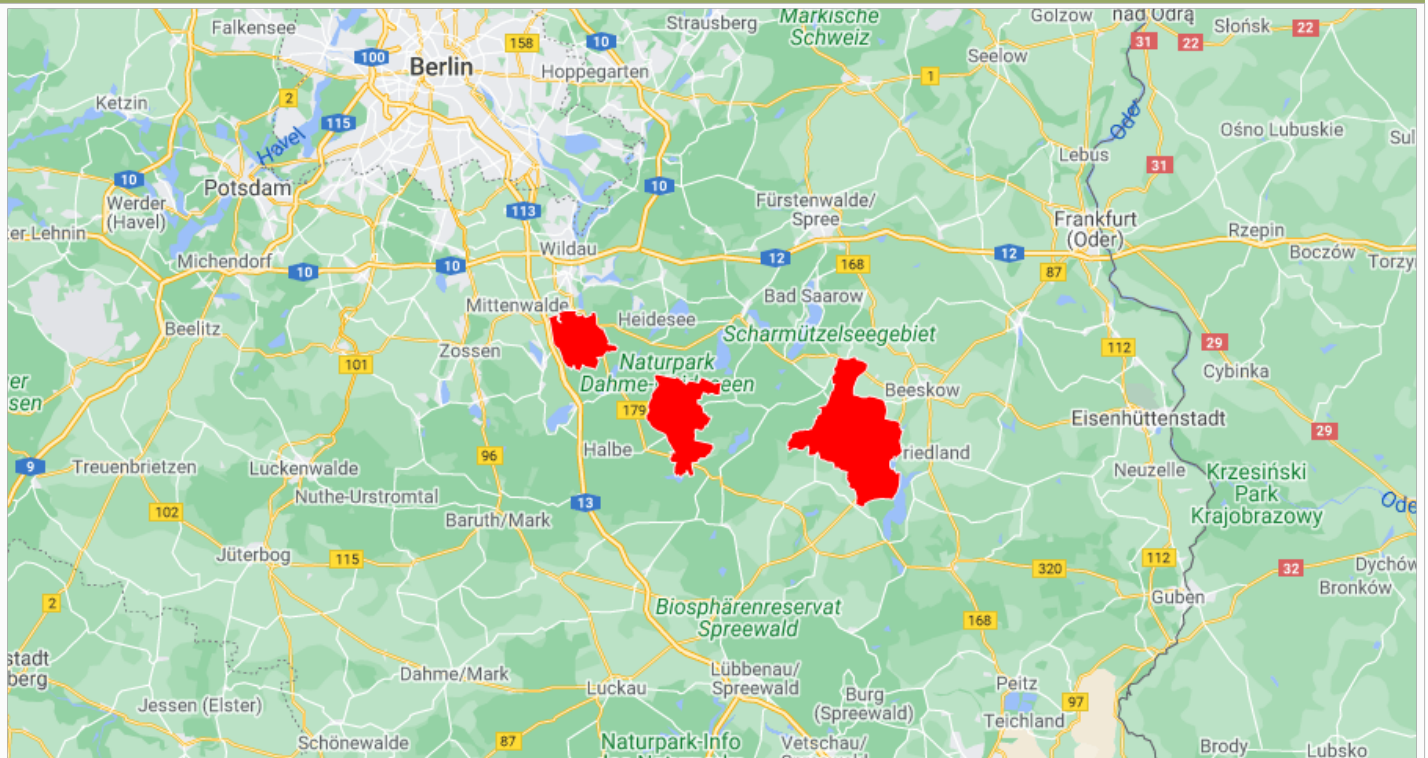 Falkensee
Strausberg
Märkische
Schweiz
Golzow
nad Odrą
Słońsk
22
31
22
158
10
100
Berlin
Hoppegarten
Seelow
1
Ketzin
2
115
Havel
Oder
Ośno Lubuskie
Lebus
31
10
Potsdam
10
Werder
(Havel)
113
Fürstenwalde/
Spree
Frankfurt
(Oder)
Rzepin
Boczów
Wildau
12
12
168
87
Michendorf
10
10
Mittenwalde
Heidesee
Bad Saarow
Scharmützelseegebiet
Beelitz
Zossen
101
Naturpark
112
29
Cybinka
Beeskow
179
Eisenhüttenstadt
29
Halbe
9
Treuenbrietzen
Luckenwalde
96
Neuzelle
Krzesiński
Park
Krajobrazowy
Nuthe-Urstromtal
13
102
Baruth/Mark
Jüterbog
115
320
112
32
Dychów
Bronków
2
Biosphärenreservat
Spreewald
168
Guben
Dahme/Mark
Luckau
Lübbenau/
Spreewald
Burg
(Spreewald)
Peitz
97
Teichland
Jessen (Elster)
Schönewalde
87
Naturpark-Info
Vetschau/
Brody
Lubsko